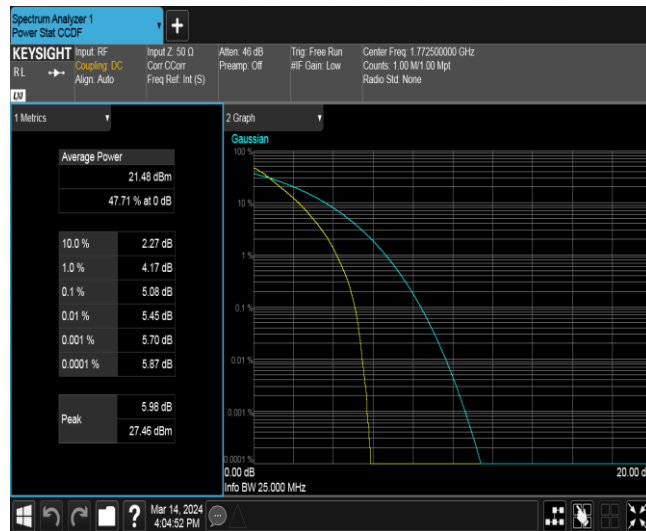 Spectrum Analyzer 1
Power Stat CCDF
+
KEYSIGHT
RL
LXI
Input: RF
Coupling: DC
Align: Auto
Input Z: 50 Ω
Corr CCorr
Freq Ref: Int (S)
Atten: 46 dB
Preamp: Off
Trig: Free Run
#IF Gain: Low
Center Freq: 1.772500000 GHz
Counts: 1.00 M/1.00 Mpt
Radio Std: None
1 Metrics
Average Power
21.48 dBm
47.71 % at 0 dB
10.0 % 2.27 dB
1.0 % 4.17 dB
0.1 % 5.08 dB
0.01 % 5.45 dB
0.001 % 5.70 dB
0.0001 % 5.87 dB
Peak
5.98 dB
27.46 dBm
2 Graph
Gaussian
100 %
10 %
1 %
0.1 %
0.01 %
0.001 %
0.0001 %
0.00 dB
20.00 d
Info BW 25.000 MHz
?
Mar 14, 2024
4:04:52 PM